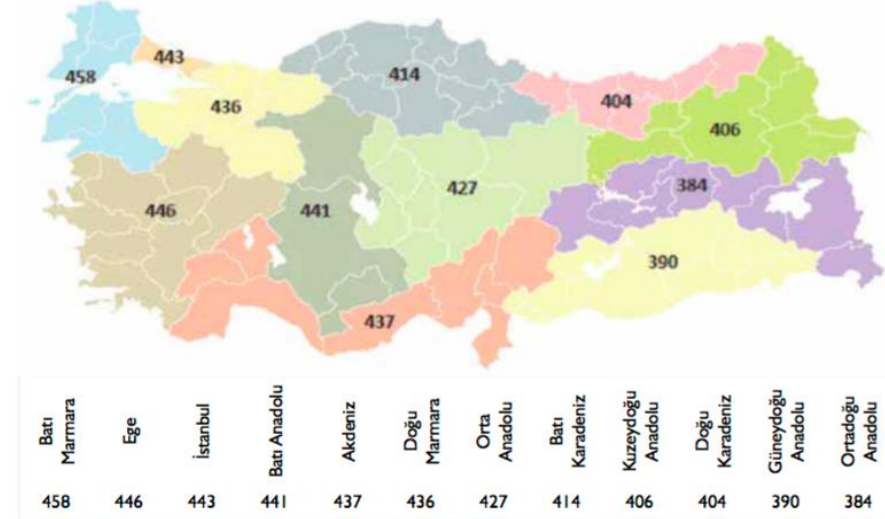 458
443
414
436
404
406
427
384
446
441
390
437
Batı
Marmara
Ege
İstanbul
Batı Anadolu
Akdeniz
Doğu
Marmara
Orta
Anadolu
Batı
Karadeniz
Kuzeydoğu
Anadolu
Doğu
Karadeniz
Güneydoğu
Anadolu
Ortadoğu
Anadolu
458 446 443 441 437 436 427 414 406 404 390 384